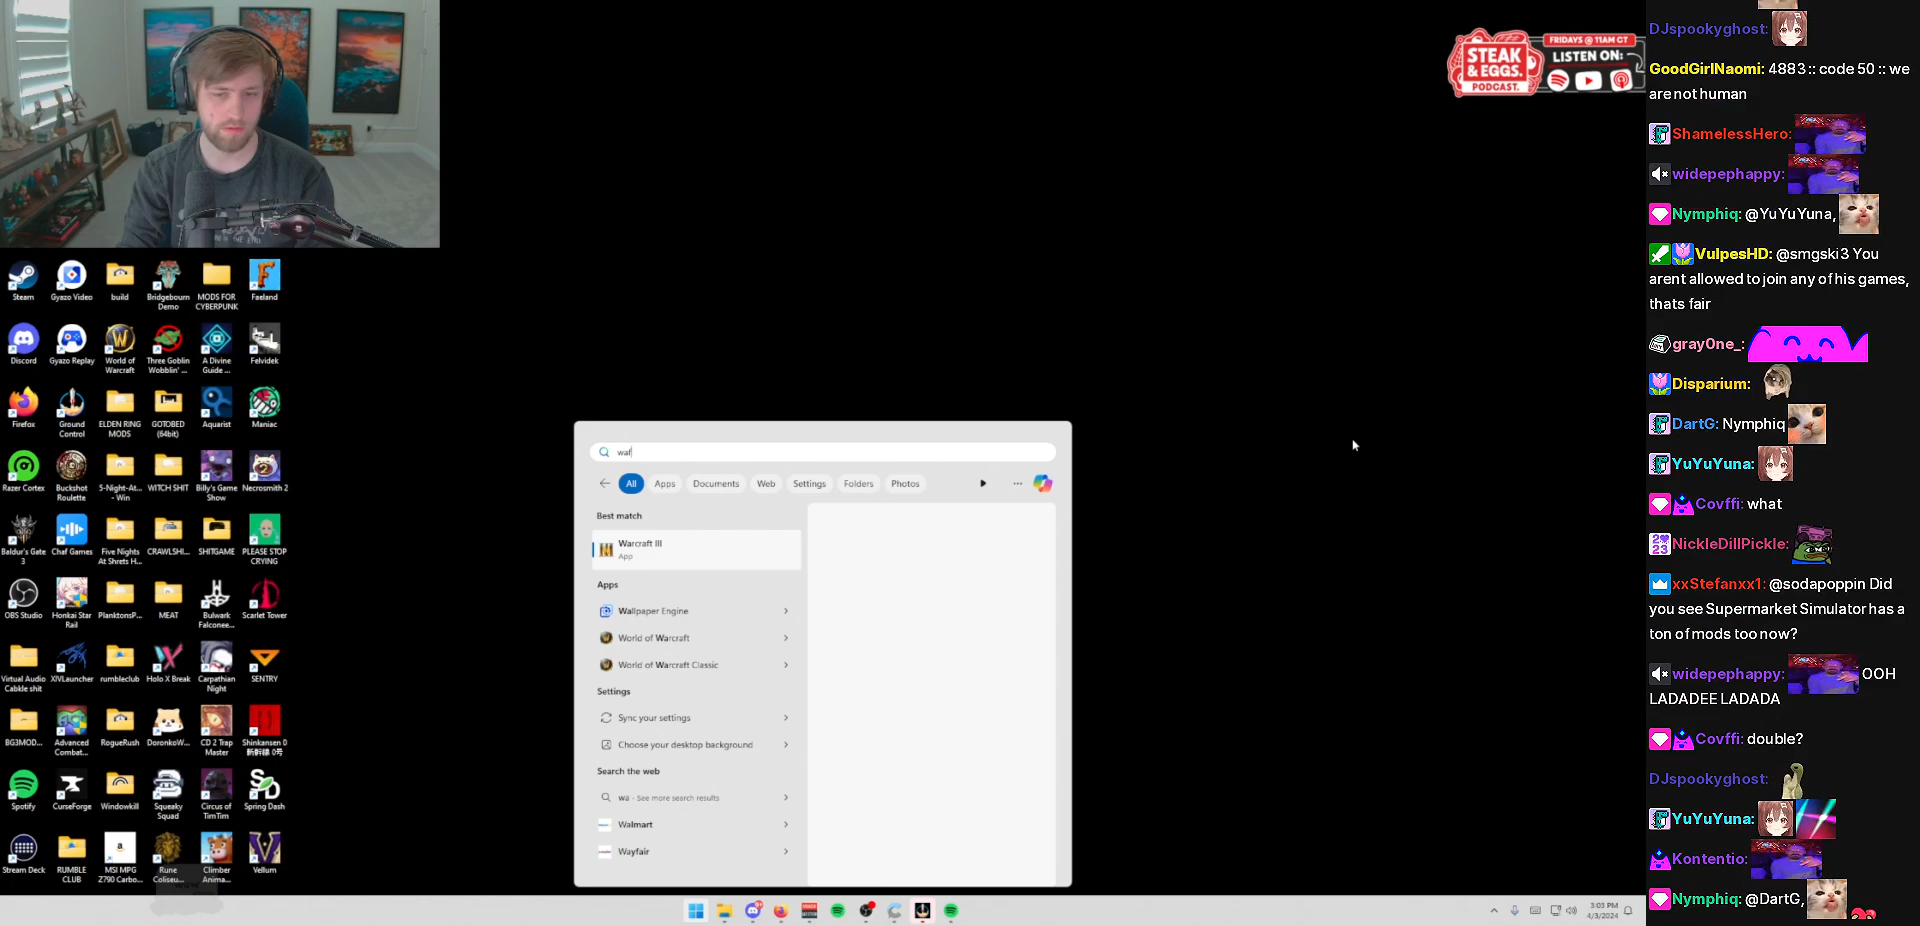 STEAK & EGGS. PODCAST.
FRIDAYS @ 11AM CT
LISTEN ON:
Steam
Gyazo Video
build
Bridgebourn Demo
MODS FOR CYBERPUNK
Faeland
Discord
Gyazo Replay
World of Warcraft
Three Goblin Wobblin' ...
A Divine Guide ...
Felvidek
Firefox
Ground Control
ELDEN RING MODS
GOTOBED (64bit)
Aquarist
Maniac
Razer Cortex
Buckshot Roulette
5-Night-At... - Win
WITCH SHIT
Billy's Game Show
Necrosmith 2
Baldur's Gate 3
Chaf Games
Five Nights At Shrets H...
CRAWLSHI...
SHITGAME
PLEASE STOP CRYING
OBS Studio
Honkai Star Rail
PlanktonsP...
MEAT
Bulwark Falconee...
Scarlet Tower
Virtual Audio Cabkle shit
XIVLauncher
rumbleclub
Holo X Break
Carpathian Night
SENTRY
BG3MOD...
Advanced Combat...
RogueRush
DoronkoW...
CD 2 Trap Master
Shinkansen 0
Spotify
CurseForge
Windowkill
Squeaky Squad
Circus of TimTim
Spring Dash
Stream Deck
RUMBLE CLUB
MSI MPG Z790 Carbo...
Rune Coliseu...
Climber Anima...
Vellum
waf
All
Apps
Documents
Web
Settings
Folders
Photos
Best match
Warcraft III
App
Apps
Wallpaper Engine
World of Warcraft
World of Warcraft Classic
Settings
Sync your settings
Choose your desktop background
Search the web
wa - See more search results
Walmart
Wayfair
3:03 PM
4/3/2024
DJspookyghost:
GoodGirlNaomi: 4883 :: code 50 :: we
are not human
ShamelessHero:
widepephappy:
Nymphiq: @YuYuYuna,
VulpesHD: @smgski3 You
arent allowed to join any of his games,
thats fair
gray0ne_:
Disparium:
DartG: Nymphiq
YuYuYuna:
Covffi: what
NickleDillPickle:
xxStefanxx1: @sodapoppin Did
you see Supermarket Simulator has a
ton of mods too now?
widepephappy: OOH
LADADEE LADADA
Covffi: double?
DJspookyghost:
YuYuYuna:
Kontentio:
Nymphiq: @DartG,